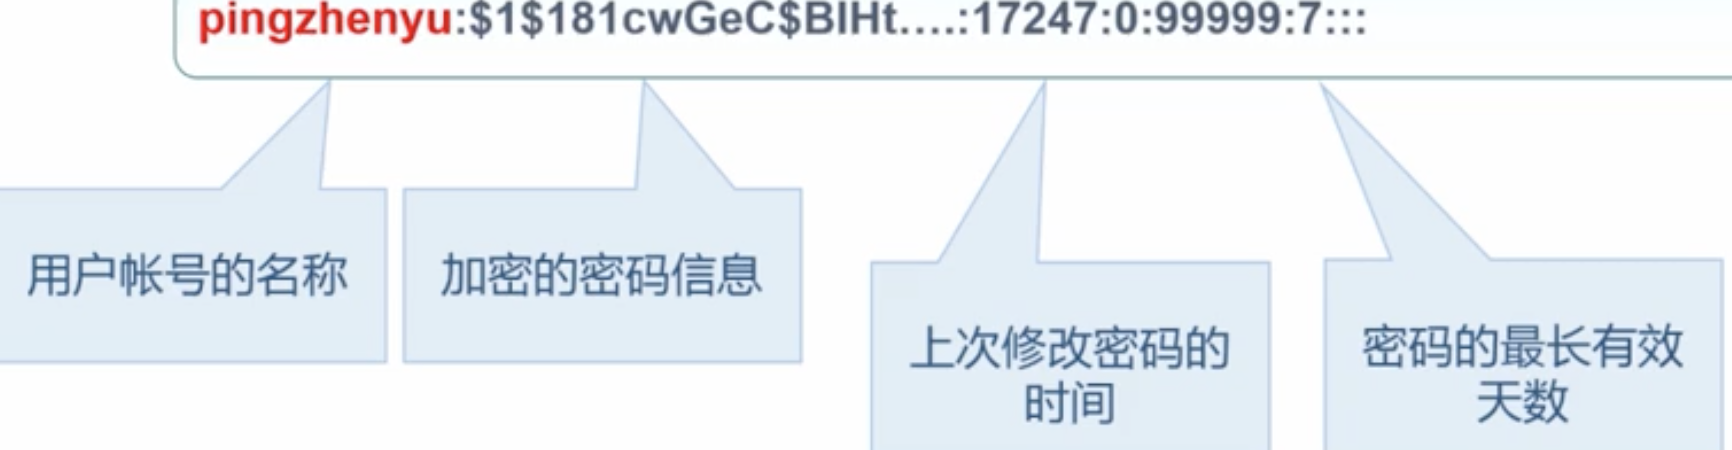 pingzhenyu:$1$181cwGeC$BIHt....:17247:0:99999:7:::
用户帐号的名称
加密的密码信息
上次修改密码的
时间
密码的最长有效
天数